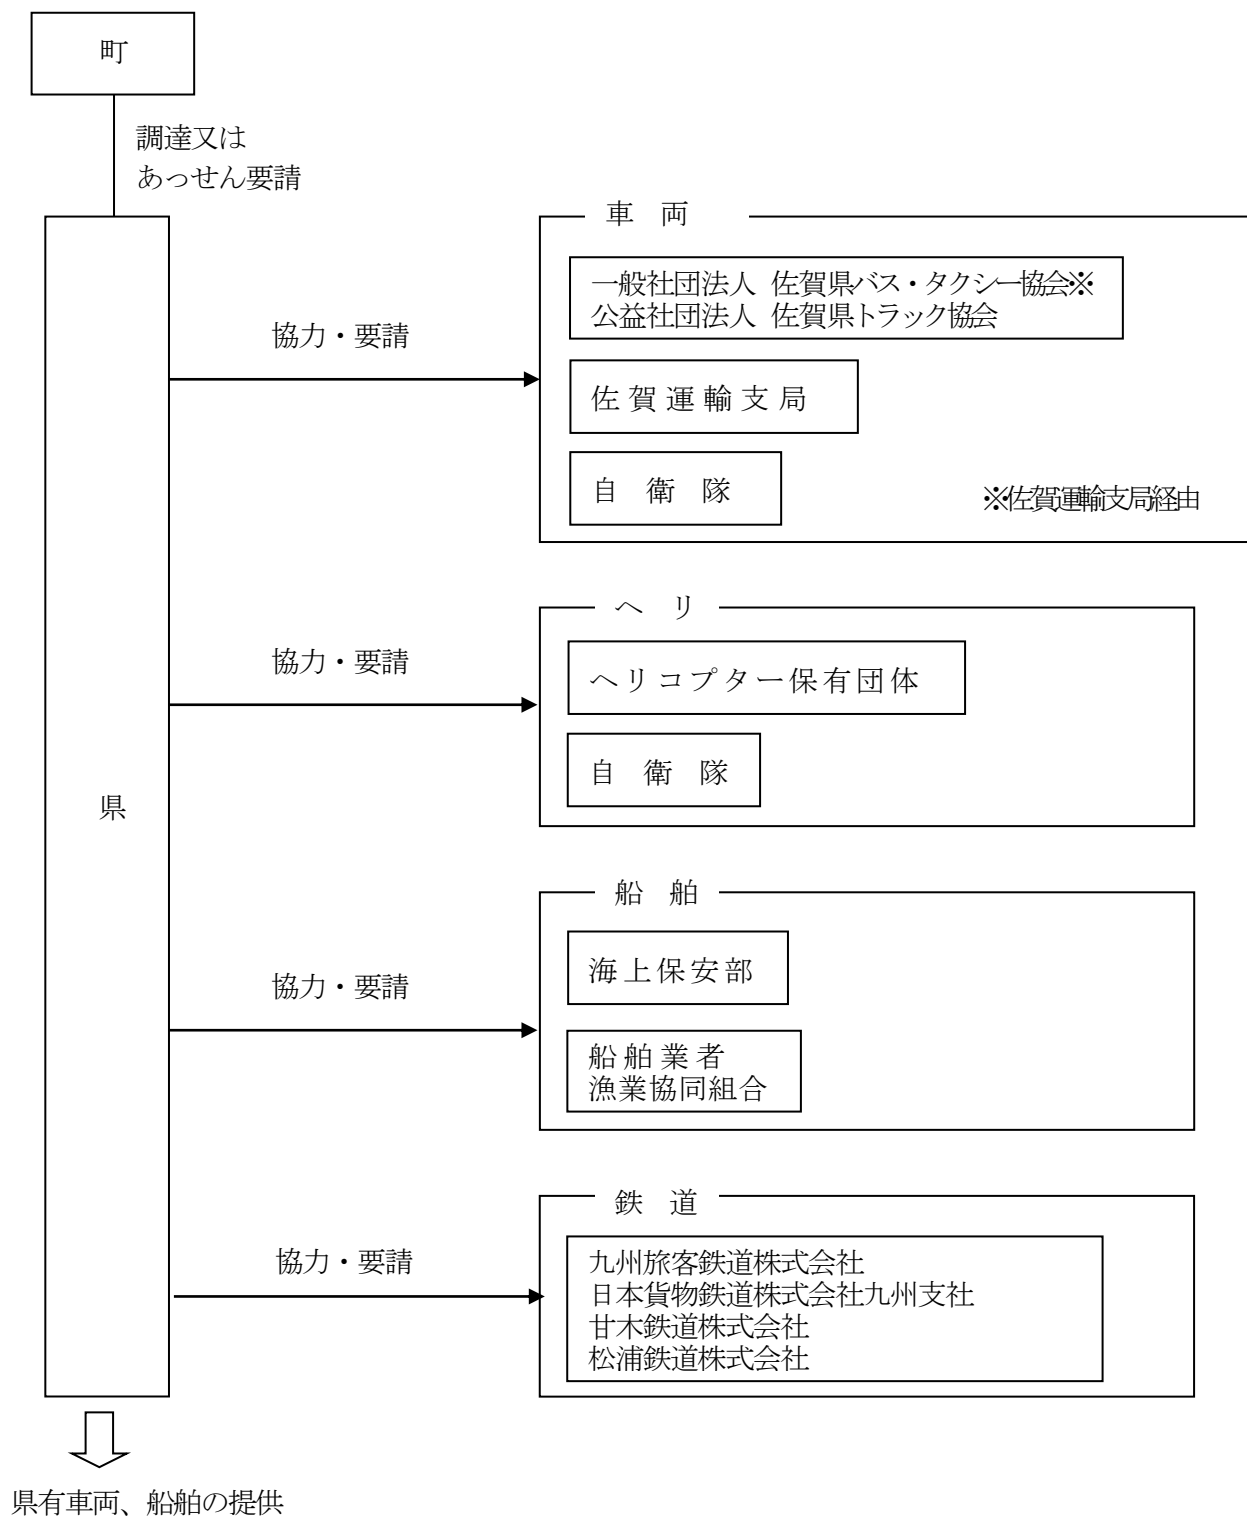 町
調達又は
あっせん要請
県
協力・要請
車 両
一般社団法人 佐賀県バス・タクシー協会※
公益社団法人 佐賀県トラック協会
佐賀運輸支局
自 衛 隊
※佐賀運輸支局経由
協力・要請
ヘ リ
ヘリコプター保有団体
自 衛 隊
協力・要請
船 舶
海上保安部
船舶業者
漁業協同組合
協力・要請
鉄 道
九州旅客鉄道株式会社
日本貨物鉄道株式会社九州支社
甘木鉄道株式会社
松浦鉄道株式会社
県有車両、船舶の提供